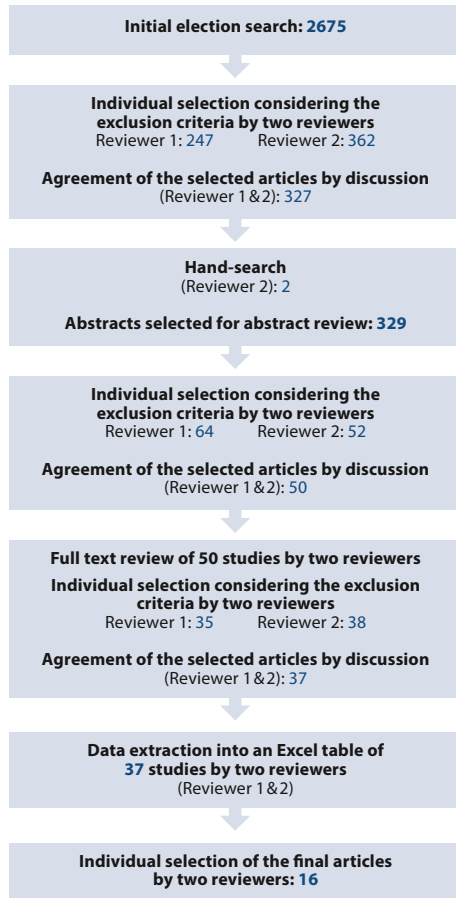 Initial election search: 2675
Individual selection considering the
exclusion criteria by two reviewers
Reviewer 1: 247 Reviewer 2: 362
Agreement of the selected articles by discussion
(Reviewer 1 & 2): 327
Hand-search
(Reviewer 2): 2
Abstracts selected for abstract review: 329
Individual selection considering the
exclusion criteria by two reviewers
Reviewer 1: 64 Reviewer 2: 52
Agreement of the selected articles by discussion
(Reviewer 1 & 2): 50
Full text review of 50 studies by two reviewers
Individual selection considering the exclusion
criteria by two reviewers
Reviewer 1: 35 Reviewer 2: 38
Agreement of the selected articles by discussion
(Reviewer 1 & 2): 37
Data extraction into an Excel table of
37 studies by two reviewers
(Reviewer 1 & 2)
Individual selection of the final articles
by two reviewers: 16